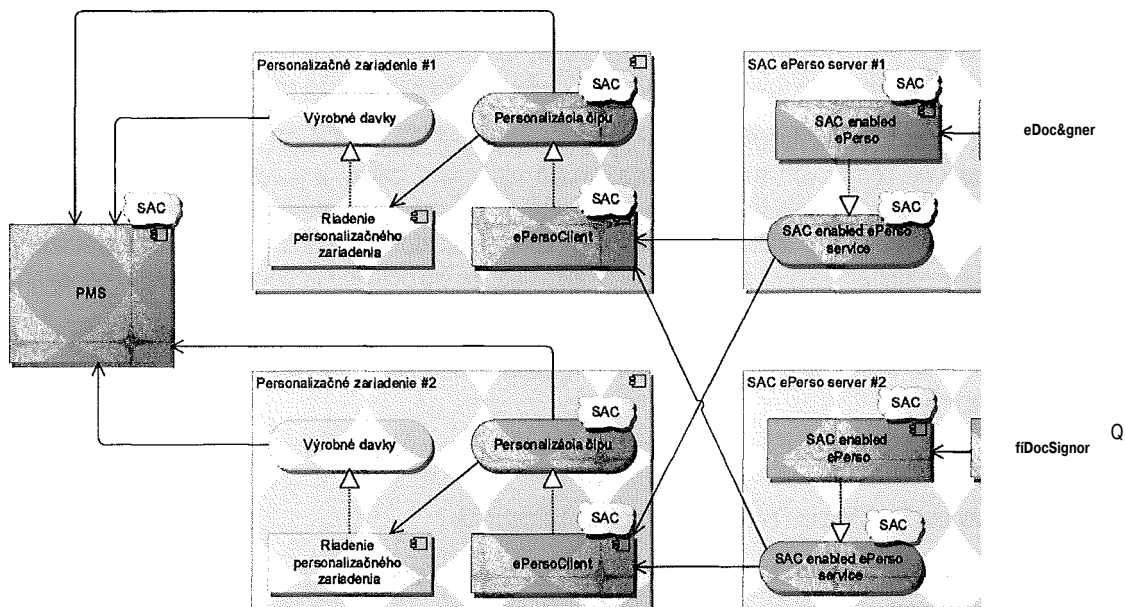 Personalizačné zariadenie #1
SAC
Výrobné davky
Personalizácia čipu
SAC
Riadenie
personalizačného
zariadenia
ePersoClient
SAC ePerso server #1
SAC
SAC enabled
ePerso
SAC
SAC enabled ePerso
service
eDoc&gner
SAC
PMS
Personalizačné zariadenie #2
SAC
Výrobné davky
Personalizácia čipu
SAC
Riadenie
personalizačného
zariadenia
ePersoClient
SAC ePerso server #2
SAC
SAC enabled
ePerso
SAC
SAC enabled ePerso
service
fiDocSignor
Q